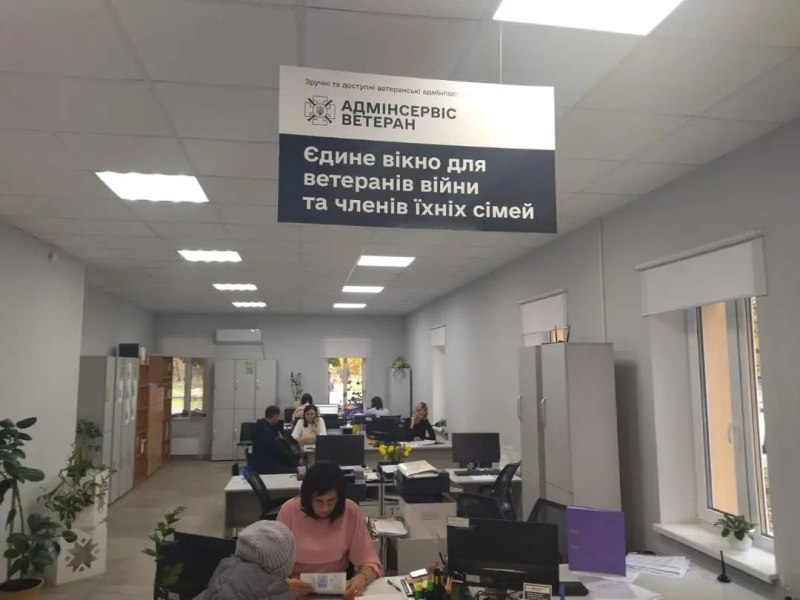 Зручні та доступні ветеранські адмінпослуги
АДМІНСЕРВІС
ВЕТЕРАН
Єдине вікно для
ветеранів війни
та членів їхніх сімей